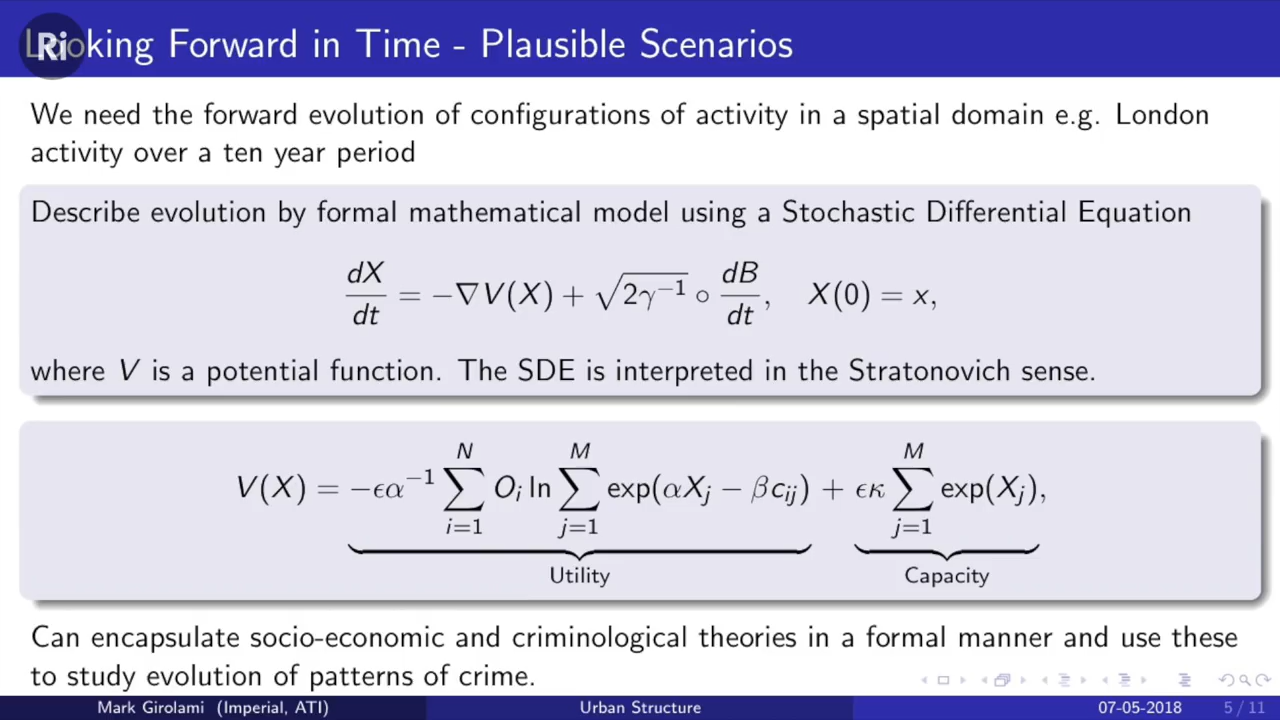 Looking Forward in Time - Plausible Scenarios
Ri
We need the forward evolution of configurations of activity in a spatial domain e.g. London
activity over a ten year period
Describe evolution by formal mathematical model using a Stochastic Differential Equation
dX/dt = −∇V(X) + √(2γ⁻¹) ∘ dB/dt, X(0) = x,
where V is a potential function. The SDE is interpreted in the Stratonovich sense.
V(X) = −ϵα⁻¹ ∑_{i=1}^{N} O_i ln ∑_{j=1}^{M} exp(αX_j − βc_{ij}) + ϵκ ∑_{j=1}^{M} exp(X_j),
Utility Capacity
Can encapsulate socio-economic and criminological theories in a formal manner and use these
to study evolution of patterns of crime.
Mark Girolami (Imperial, ATI) Urban Structure 07-05-2018 5 / 11